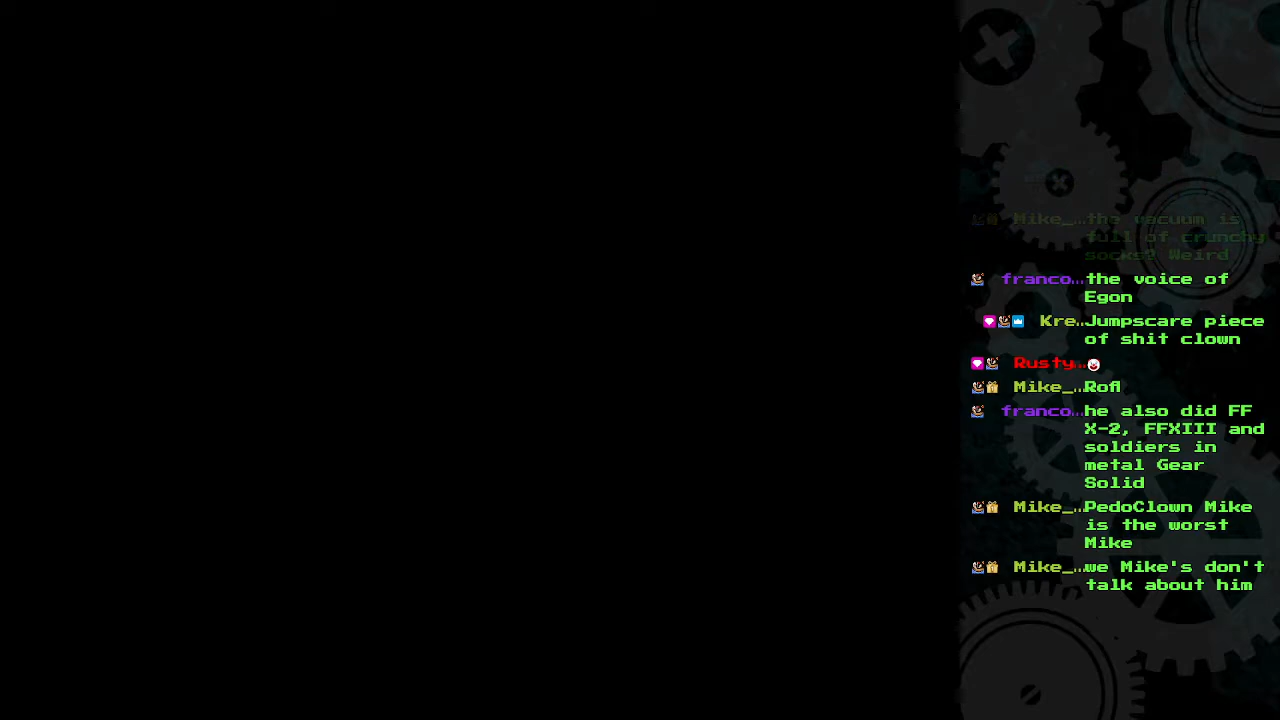 Mike_...the vacuum is
full of crunchy
socks? Weird
franco...the voice of
Egon
Kre...Jumpscare piece
of shit clown
Rusty...
Mike_...Rofl
franco...he also did FF
X-2, FFXIII and
soldiers in
metal Gear
Solid
Mike_...PedoClown Mike
is the worst
Mike
Mike_...we Mike's don't
talk about him